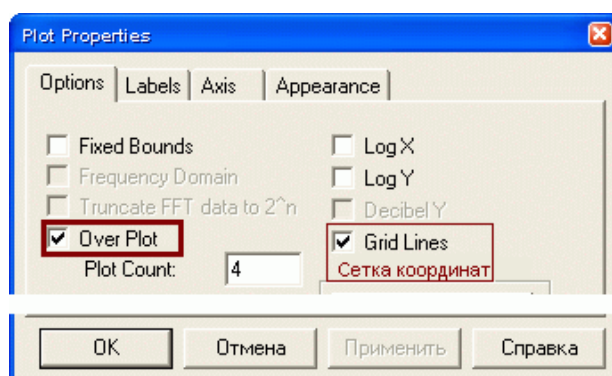 Plot Properties
Options Labels Axis Appearance
Fixed Bounds Log X
Frequency Domain Log Y
Truncate FFT data to 2^n Decibel Y
Over Plot Grid Lines
Plot Count: 4 Сетка координат
OK Отмена Применить Справка